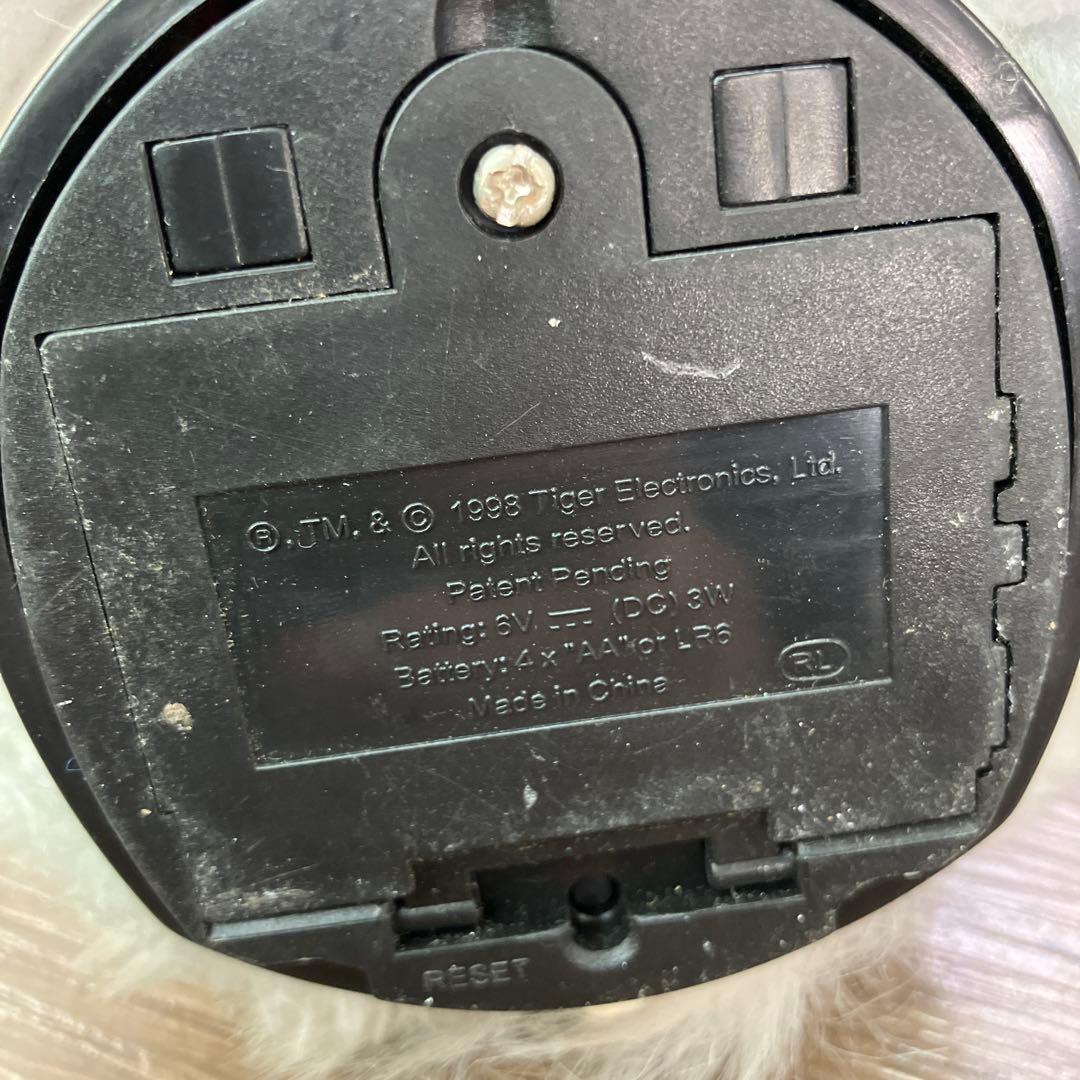 ®.TM. & © 1998 Tiger Electronics, Ltd.
All rights reserved.
Patent Pending
Rating: 6V ⎓ (DC) 3W
Battery: 4 x "AA" or LR6
Made in China
RL
RESET